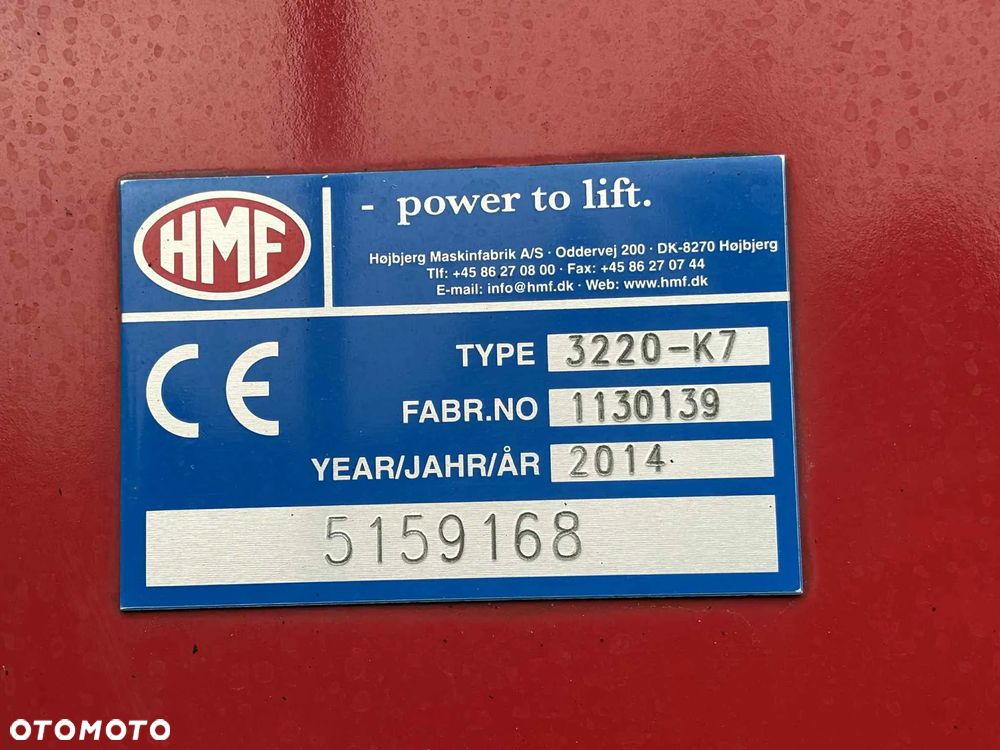 HMF
- power to lift.
Højbjerg Maskinfabrik A/S · Oddervej 200 · DK-8270 Højbjerg
Tlf: +45 86 27 08 00 · Fax: +45 86 27 07 44
E-mail: info@hmf.dk · Web: www.hmf.dk
CE
TYPE 3220-K7
FABR.NO 1130139
YEAR/JAHR/ÅR 2014
5159168
OTOMOTO